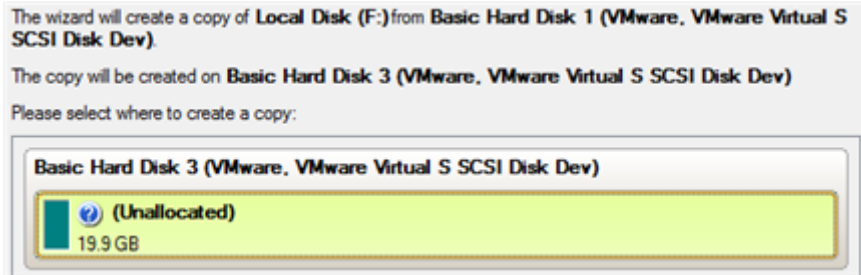 The wizard will create a copy of Local Disk (F:)from Basic Hard Disk 1 (VMware, VMware Virtual S
SCSI Disk Dev).
The copy will be created on Basic Hard Disk 3 (VMware, VMware Virtual S SCSI Disk Dev)
Please select where to create a copy:
Basic Hard Disk 3 (VMware, VMware Virtual S SCSI Disk Dev)
(Unallocated)
19.9 GB